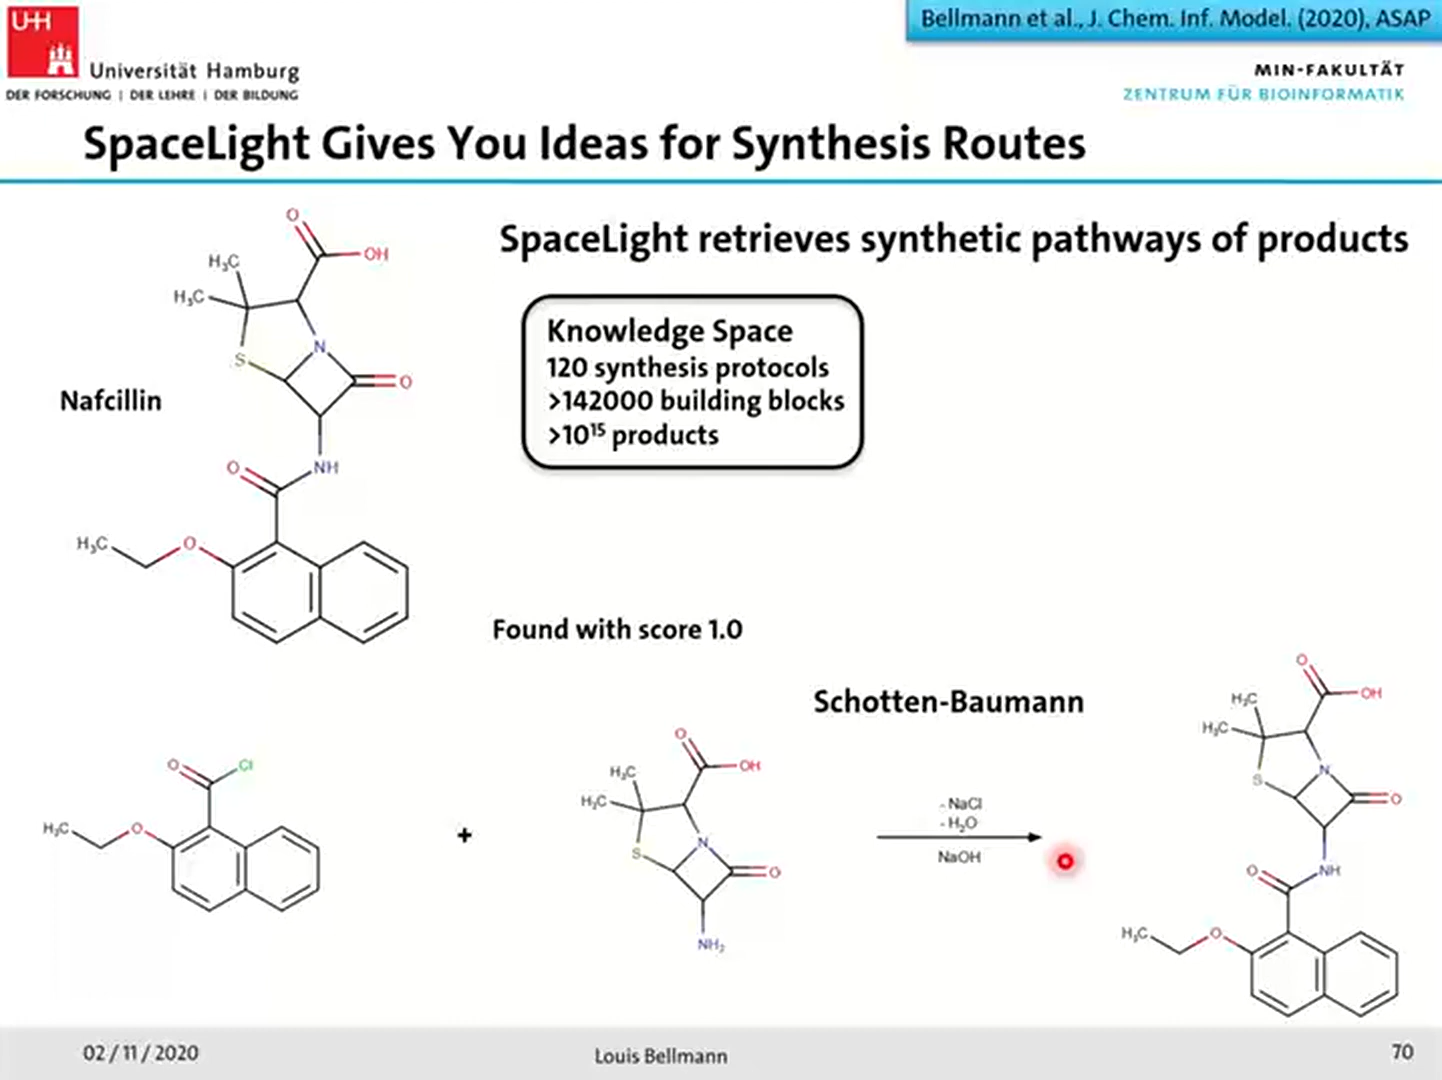 UHH
Universität Hamburg
DER FORSCHUNG | DER LEHRE | DER BILDUNG
Bellmann et al., J. Chem. Inf. Model. (2020), ASAP
MIN-FAKULTÄT
ZENTRUM FÜR BIOINFORMATIK
SpaceLight Gives You Ideas for Synthesis Routes
SpaceLight retrieves synthetic pathways of products
O
OH
H₃C
H₃C
N
S
O
Nafcillin
O
NH
H₃C
O
Knowledge Space
120 synthesis protocols
>142000 building blocks
>10¹⁵ products
Found with score 1.0
O
Cl
H₃C
O
+
O
OH
H₃C
H₃C
N
S
O
NH₂
Schotten-Baumann
- NaCl
- H₂O
NaOH
O
OH
H₃C
H₃C
N
S
O
O
NH
H₃C
O
02 / 11 / 2020
Louis Bellmann
70